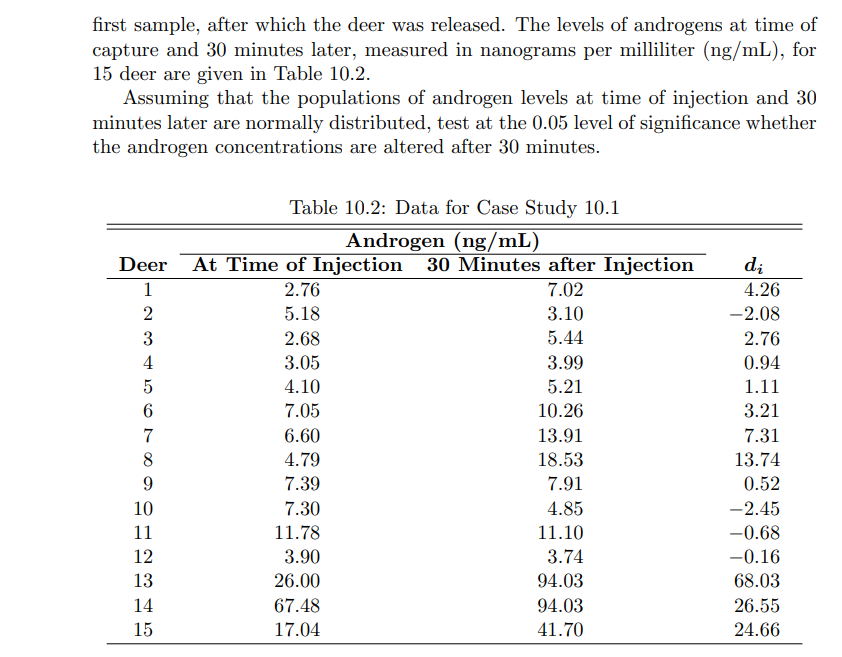 first sample, after which the deer was released. The levels of androgens at time of
capture and 30 minutes later, measured in nanograms per milliliter (ng/mL), for
15 deer are given in Table 10.2.
Assuming that the populations of androgen levels at time of injection and 30
minutes later are normally distributed, test at the 0.05 level of significance whether
the androgen concentrations are altered after 30 minutes.
Table 10.2: Data for Case Study 10.1
Androgen (ng/mL)
Deer At Time of Injection 30 Minutes after Injection dᵢ
1 2.76 7.02 4.26
2 5.18 3.10 −2.08
3 2.68 5.44 2.76
4 3.05 3.99 0.94
5 4.10 5.21 1.11
6 7.05 10.26 3.21
7 6.60 13.91 7.31
8 4.79 18.53 13.74
9 7.39 7.91 0.52
10 7.30 4.85 −2.45
11 11.78 11.10 −0.68
12 3.90 3.74 −0.16
13 26.00 94.03 68.03
14 67.48 94.03 26.55
15 17.04 41.70 24.66